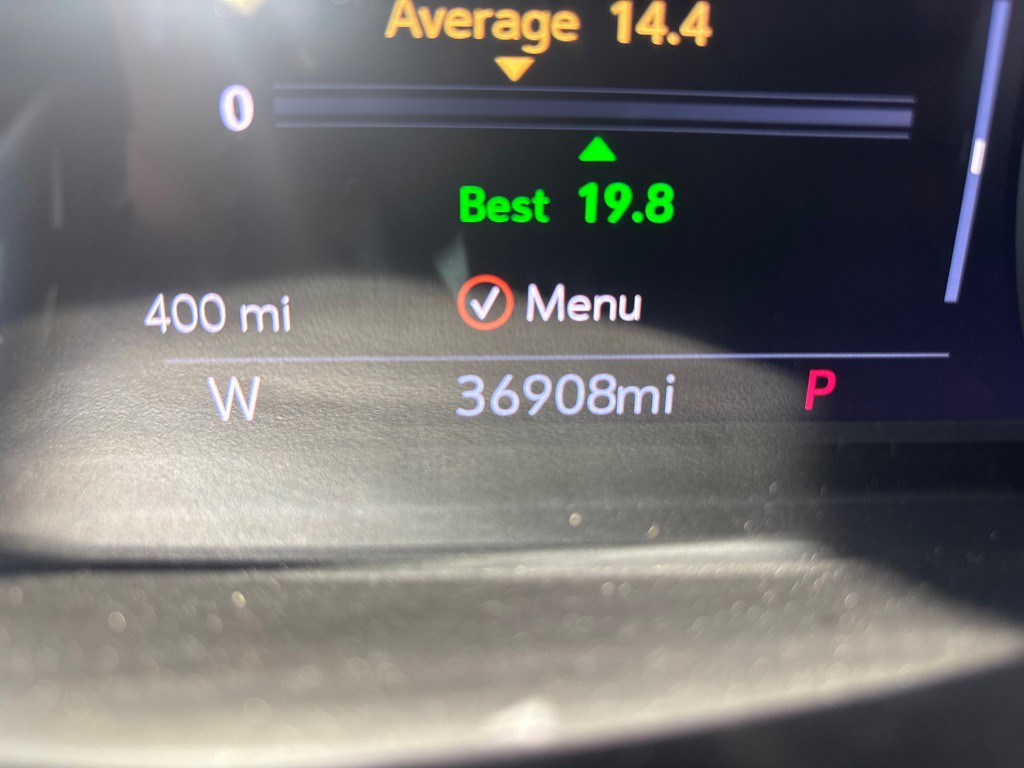 Average 14.4
0
Best 19.8
400 mi Menu
W 36908mi P